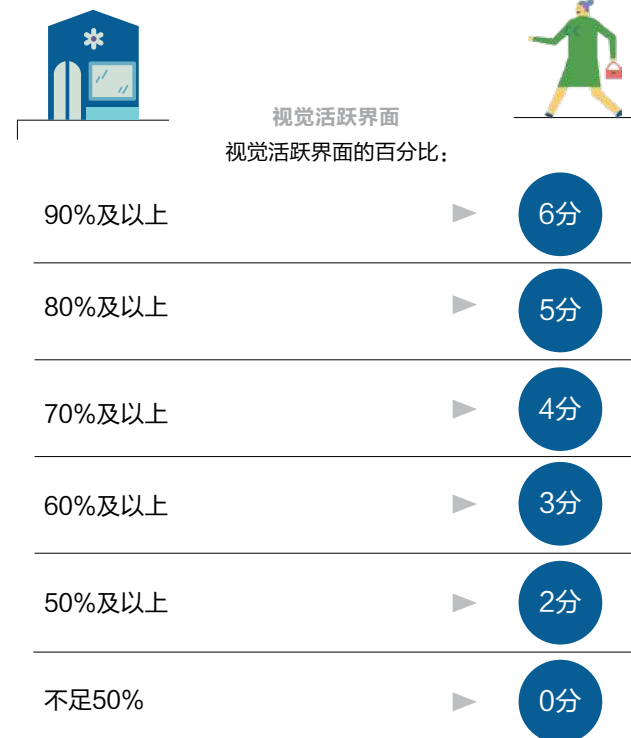 视觉活跃界面
视觉活跃界面的百分比：
90%及以上
6分
80%及以上
5分
70%及以上
4分
60%及以上
3分
50%及以上
2分
不足50%
0分